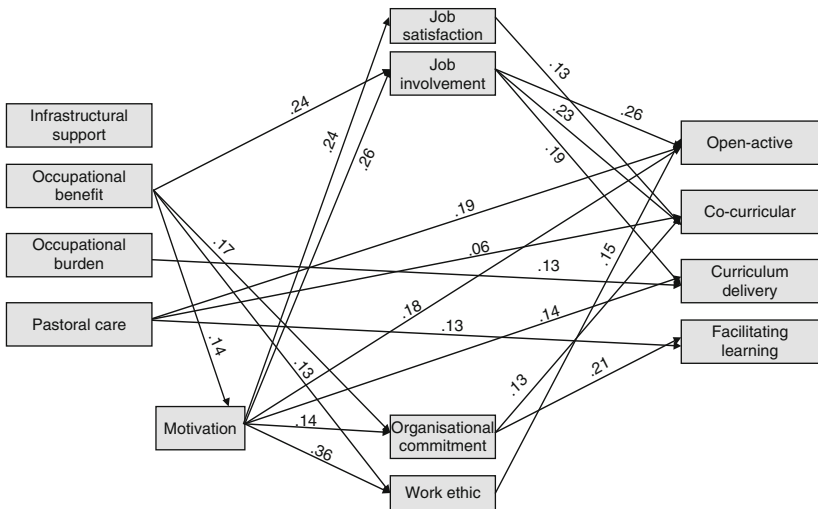 Job
satisfaction
Job
involvement
Infrastructural
support
Occupational
benefit
Occupational
burden
Pastoral care
Motivation
Organisational
commitment
Work ethic
Open-active
Co-curricular
Curriculum
delivery
Facilitating
learning
.24
.24
.26
.13
.26
.23
.19
.19
.06
.17
.13
.15
.18
.14
.13
.14
.13
.14
.36
.13
.21